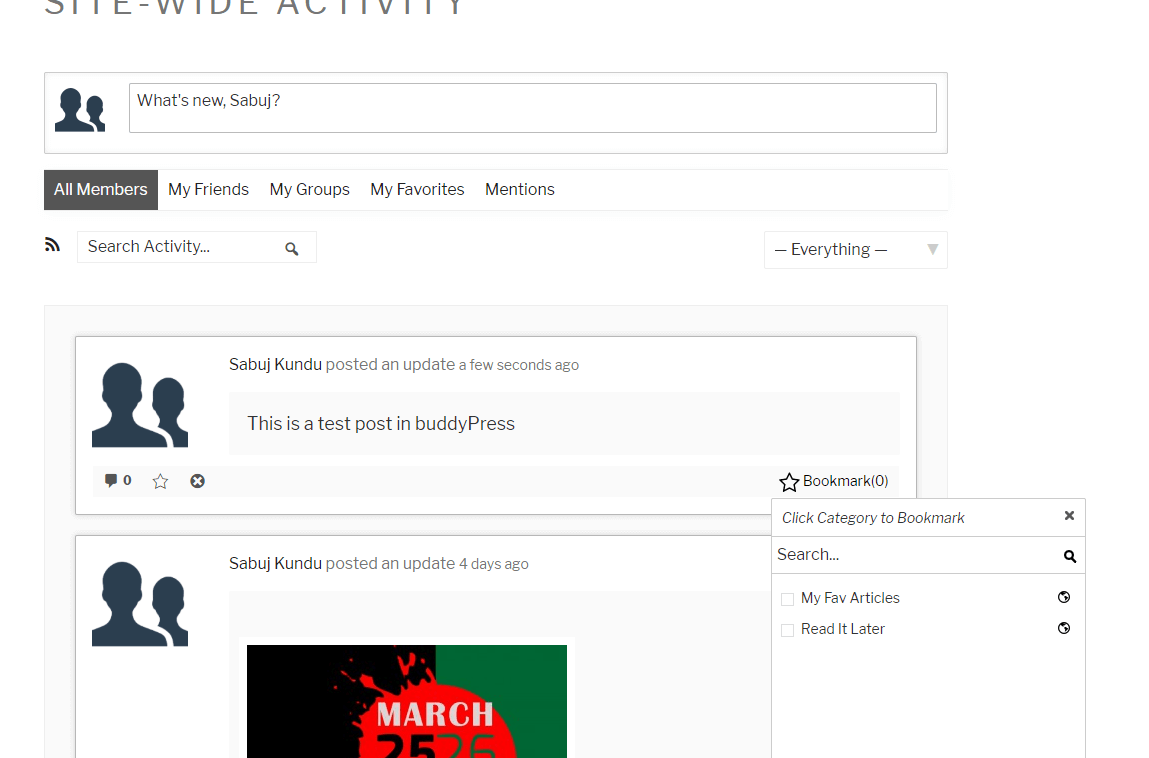 SITE-WIDE ACTIVITY
What's new, Sabuj?
All Members My Friends My Groups My Favorites Mentions
Search Activity... — Everything —
Sabuj Kundu posted an update a few seconds ago
This is a test post in buddyPress
0 Bookmark(0)
Click Category to Bookmark
Search...
My Fav Articles
Read It Later
Sabuj Kundu posted an update 4 days ago
MARCH
2526